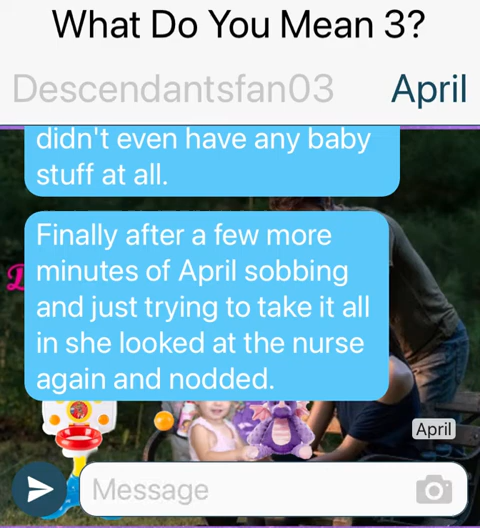 What Do You Mean 3?
Descendantsfan03 April
didn't even have any baby
stuff at all.
Finally after a few more
minutes of April sobbing
and just trying to take it all
in she looked at the nurse
again and nodded.
April
Message